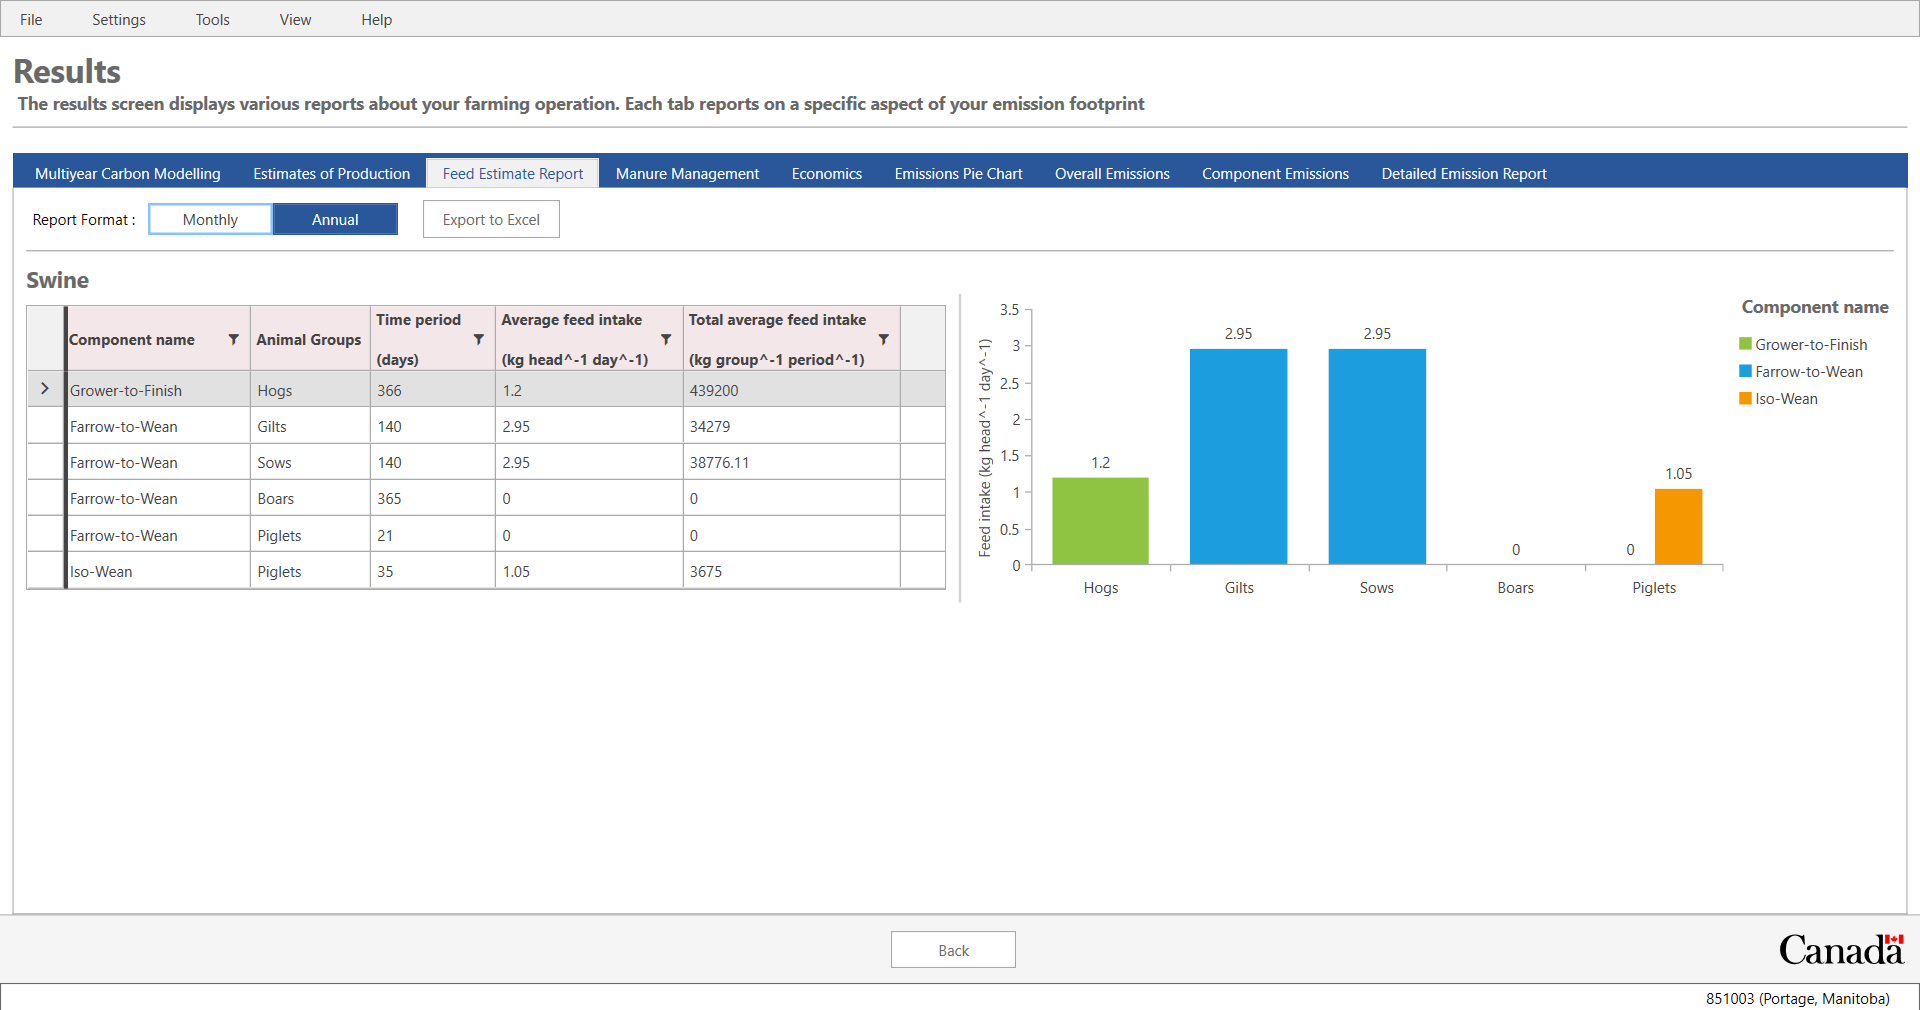 File Settings Tools View Help
Results
The results screen displays various reports about your farming operation. Each tab reports on a specific aspect of your emission footprint
Multiyear Carbon Modelling Estimates of Production Feed Estimate Report Manure Management Economics Emissions Pie Chart Overall Emissions Component Emissions Detailed Emission Report
Report Format : Monthly Annual Export to Excel
Swine
Component name Animal Groups Time period (days) Average feed intake (kg head^-1 day^-1) Total average feed intake (kg group^-1 period^-1)
Grower-to-Finish Hogs 366 1.2 439200
Farrow-to-Wean Gilts 140 2.95 34279
Farrow-to-Wean Sows 140 2.95 38776.11
Farrow-to-Wean Boars 365 0 0
Farrow-to-Wean Piglets 21 0 0
Iso-Wean Piglets 35 1.05 3675
Feed intake (kg head^-1 day^-1)
3.5
3
2.5
2
1.5
1
0.5
0
1.2 2.95 2.95 0 0 1.05
Hogs Gilts Sows Boars Piglets
Component name
Grower-to-Finish
Farrow-to-Wean
Iso-Wean
Back
Canada
851003 (Portage, Manitoba)